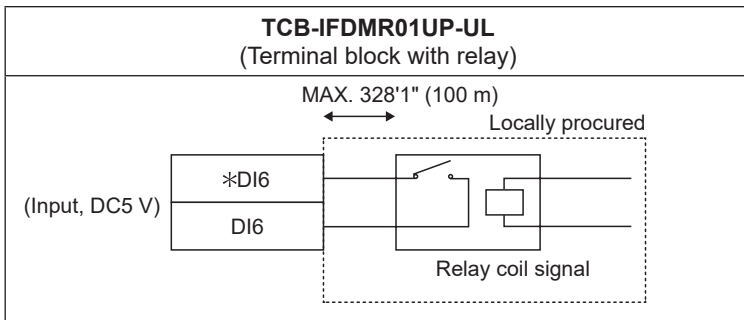 TCB-IFDMR01UP-UL
(Terminal block with relay)
MAX. 328'1" (100 m)
Locally procured
(Input, DC5 V)
✻DI6
DI6
Relay coil signal